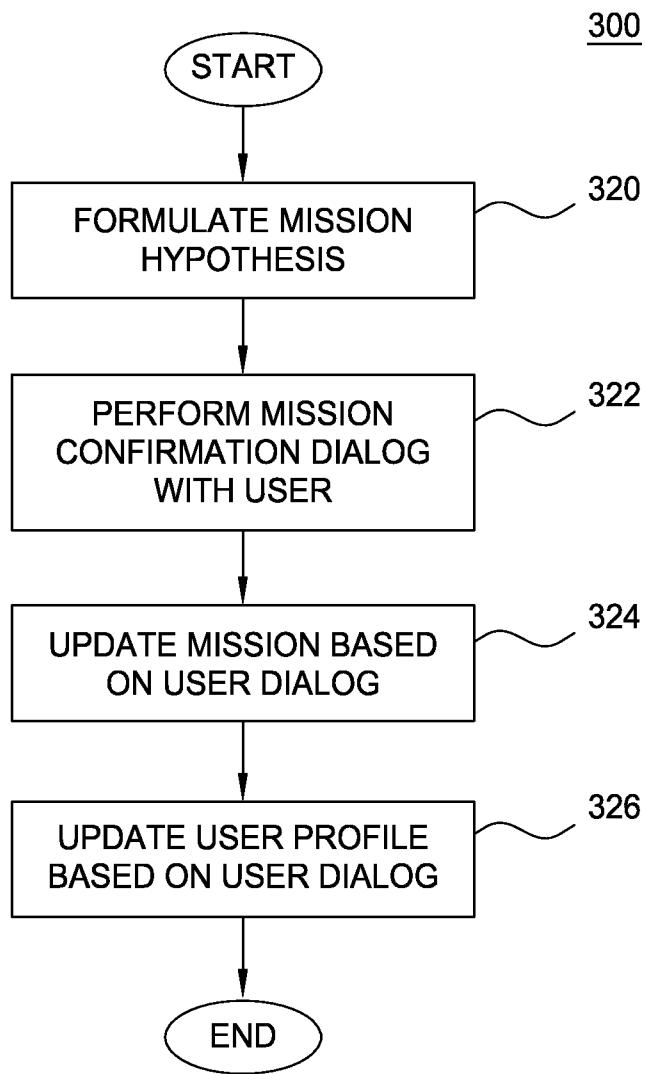 300
START
320
FORMULATE MISSION
HYPOTHESIS
322
PERFORM MISSION
CONFIRMATION DIALOG
WITH USER
324
UPDATE MISSION BASED
ON USER DIALOG
326
UPDATE USER PROFILE
BASED ON USER DIALOG
END